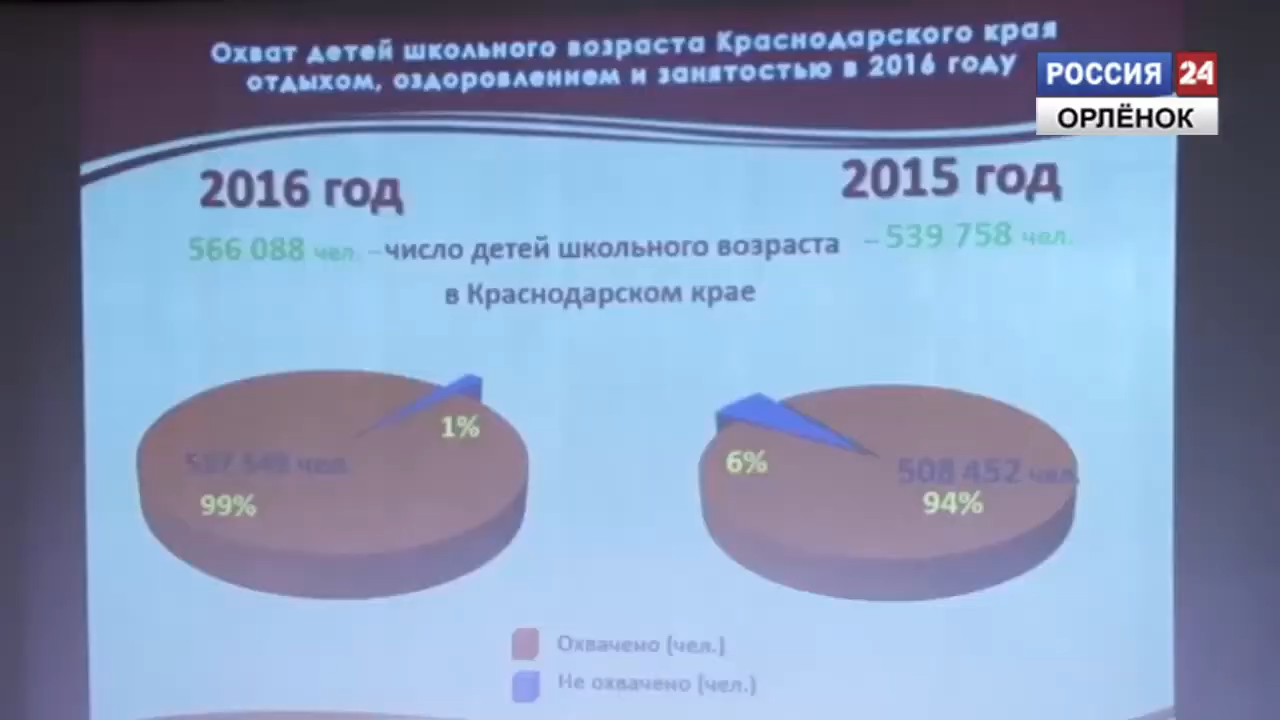 Охват детей школьного возраста Краснодарского края
отдыхом, оздоровлением и занятостью в 2016 году
РОССИЯ 24
ОРЛЁНОК
2016 год
2015 год
566 088 чел. – число детей школьного возраста – 539 758 чел.
в Краснодарском крае
1%
чел.
99%
6%
508 452 чел.
94%
Охвачено (чел.)
Не охвачено (чел.)